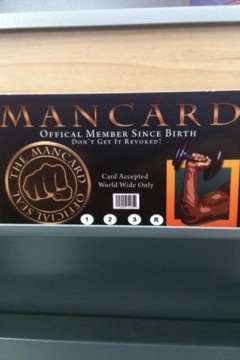 MANCARD
OFFICAL MEMBER SINCE BIRTH
DON'T GET IT REVOKED!
THE MANCARD OFFICIAL SEAL
Card Accepted
World Wide Only
1 2 3 R